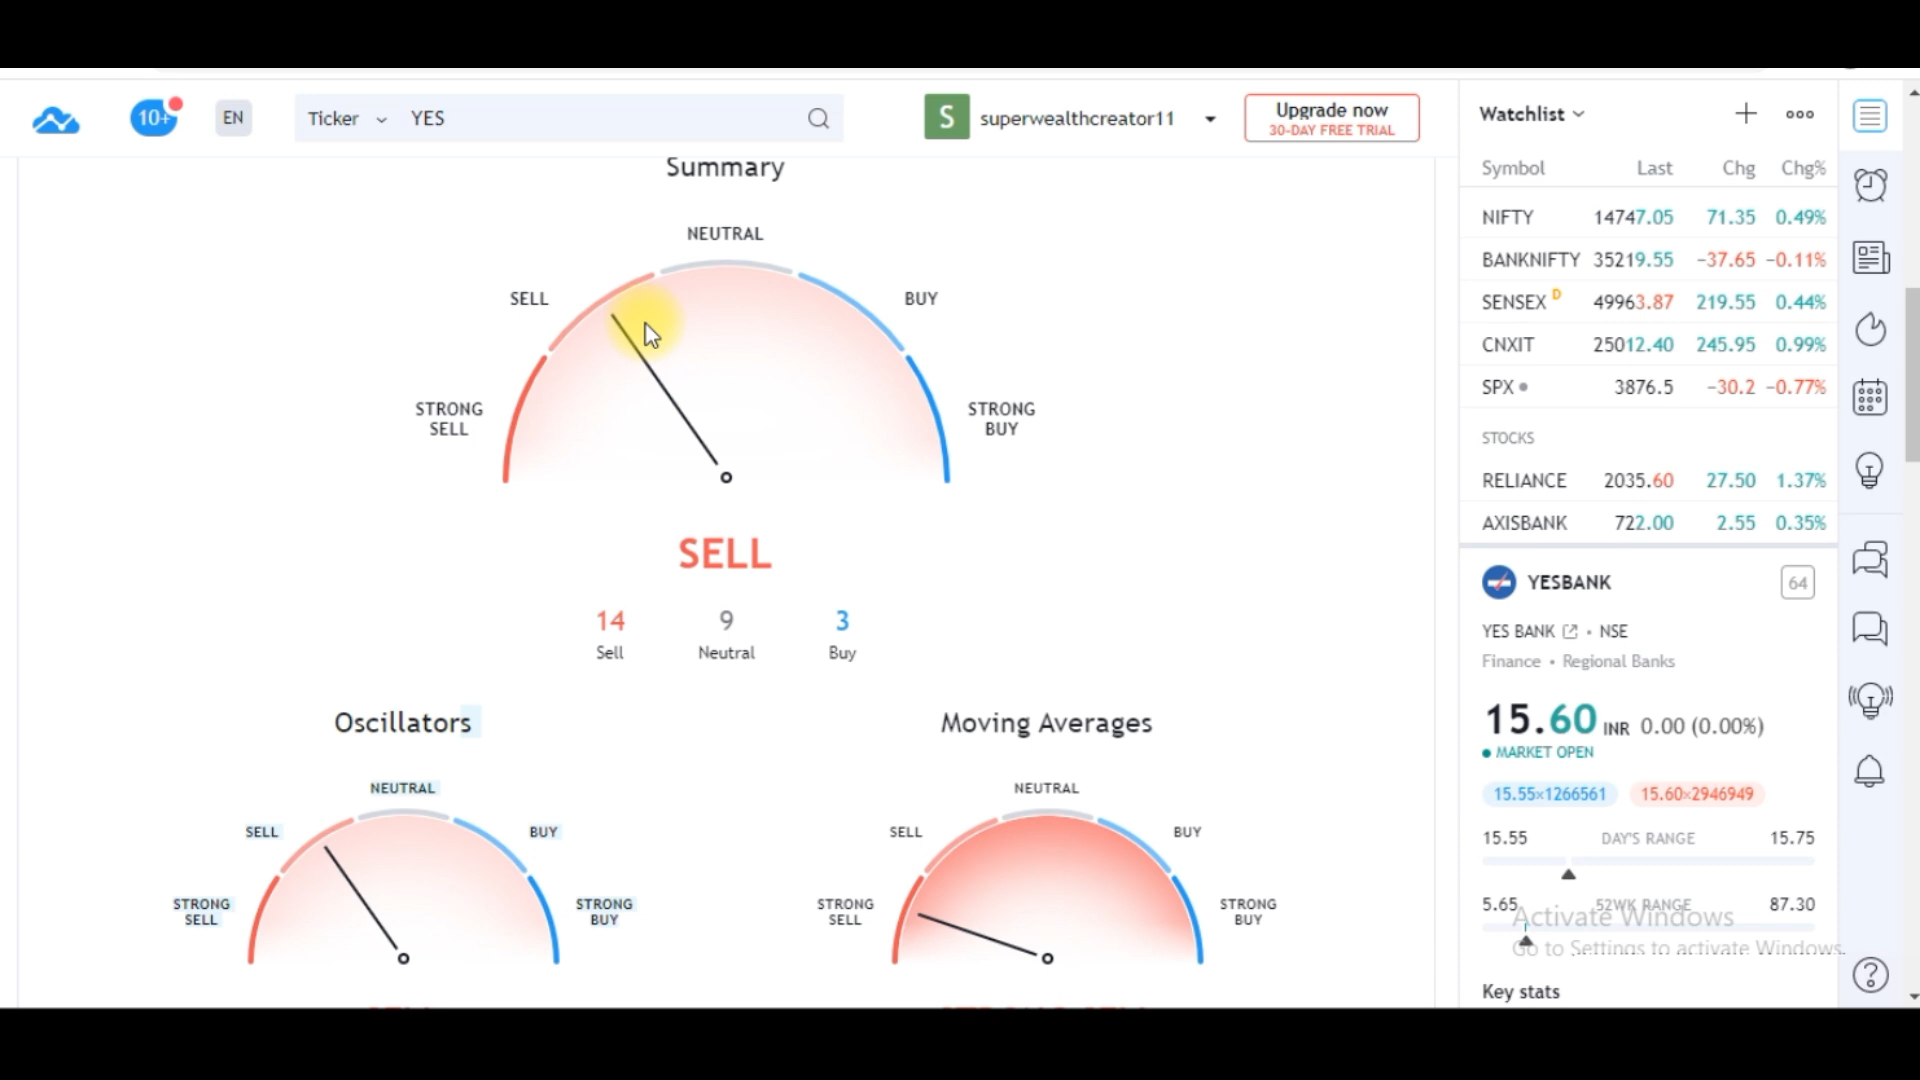 10+
EN
Ticker
YES
S
superwealthcreator11
Upgrade now
30-DAY FREE TRIAL
Summary
NEUTRAL
SELL
BUY
STRONG
SELL
STRONG
BUY
SELL
14
9
3
Sell
Neutral
Buy
Oscillators
NEUTRAL
SELL
BUY
STRONG
SELL
STRONG
BUY
Moving Averages
NEUTRAL
SELL
BUY
STRONG
SELL
STRONG
BUY
Watchlist
Symbol Last Chg Chg%
NIFTY 14747.05 71.35 0.49%
BANKNIFTY 35219.55 −37.65 −0.11%
SENSEX D 49963.87 219.55 0.44%
CNXIT 25012.40 245.95 0.99%
SPX 3876.5 −30.2 −0.77%
STOCKS
RELIANCE 2035.60 27.50 1.37%
AXISBANK 722.00 2.55 0.35%
YESBANK 64
YES BANK • NSE
Finance • Regional Banks
15.60 INR 0.00 (0.00%)
MARKET OPEN
15.55×1266561 15.60×2946949
15.55 DAY'S RANGE 15.75
5.65 52WK RANGE 87.30
Activate Windows
Go to Settings to activate Windows.
Key stats